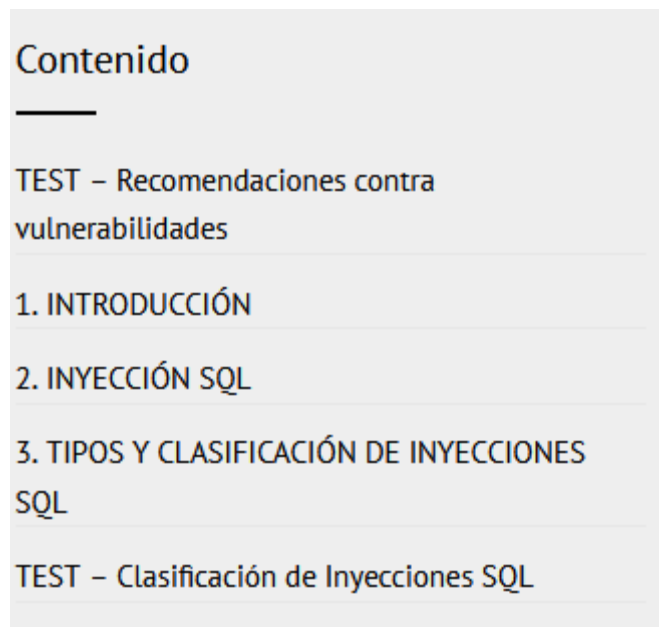 Contenido
TEST – Recomendaciones contra
vulnerabilidades
1. INTRODUCCIÓN
2. INYECCIÓN SQL
3. TIPOS Y CLASIFICACIÓN DE INYECCIONES
SQL
TEST – Clasificación de Inyecciones SQL